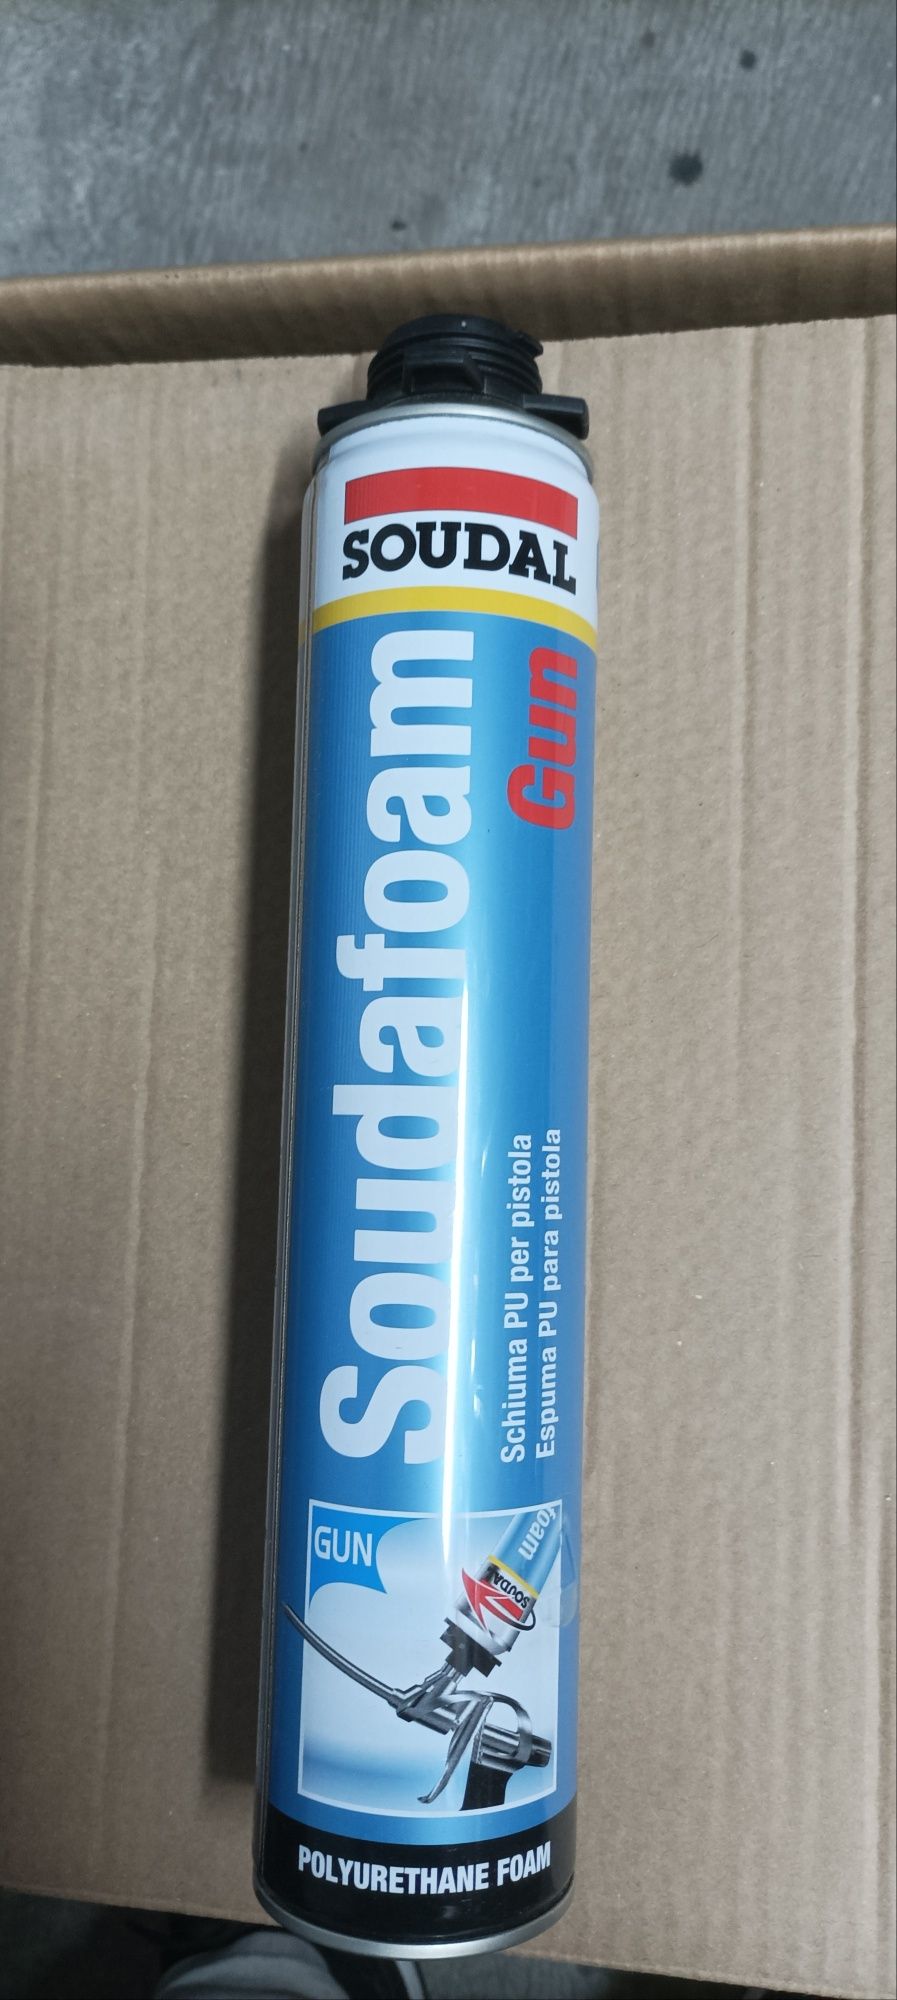 SOUDAL
Soudafoam
Gun
Schiuma PU per pistola
Espuma PU para pistola
GUN
foam
SOUDAL
POLYURETHANE FOAM